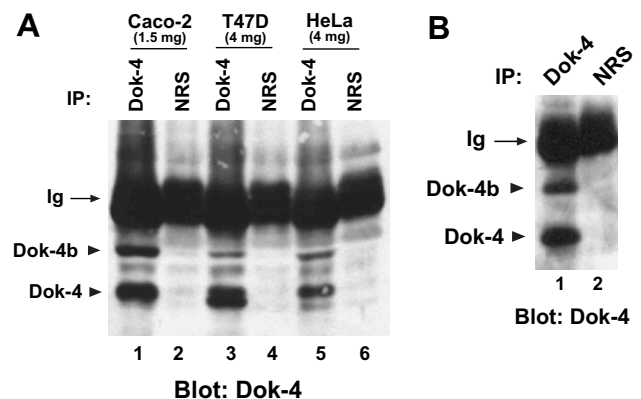 A
Caco-2 T47D HeLa
(1.5 mg) (4 mg) (4 mg)
IP: Dok-4 NRS Dok-4 NRS Dok-4 NRS
Ig
Dok-4b
Dok-4
1 2 3 4 5 6
Blot: Dok-4
B
IP: Dok-4 NRS
Ig
Dok-4b
Dok-4
1 2
Blot: Dok-4